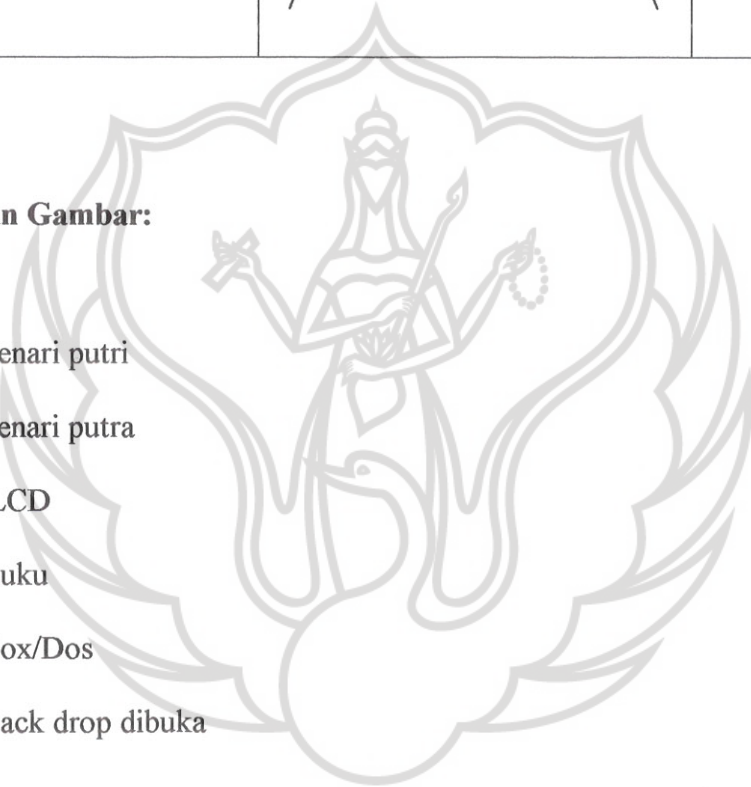 n Gambar:
enari putri
enari putra
LCD
uku
ox/Dos
ack drop dibuka